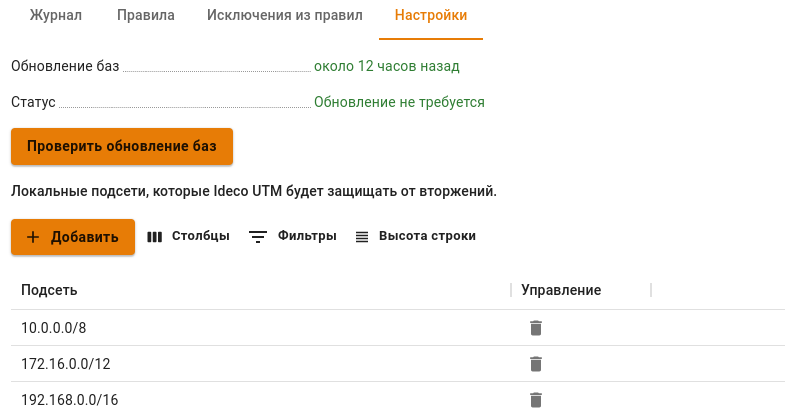 Журнал Правила Исключения из правил Настройки
Обновление баз около 12 часов назад
Статус Обновление не требуется
Проверить обновление баз
Локальные подсети, которые Ideco UTM будет защищать от вторжений.
+ Добавить Столбцы Фильтры Высота строки
Подсеть Управление
10.0.0.0/8
172.16.0.0/12
192.168.0.0/16